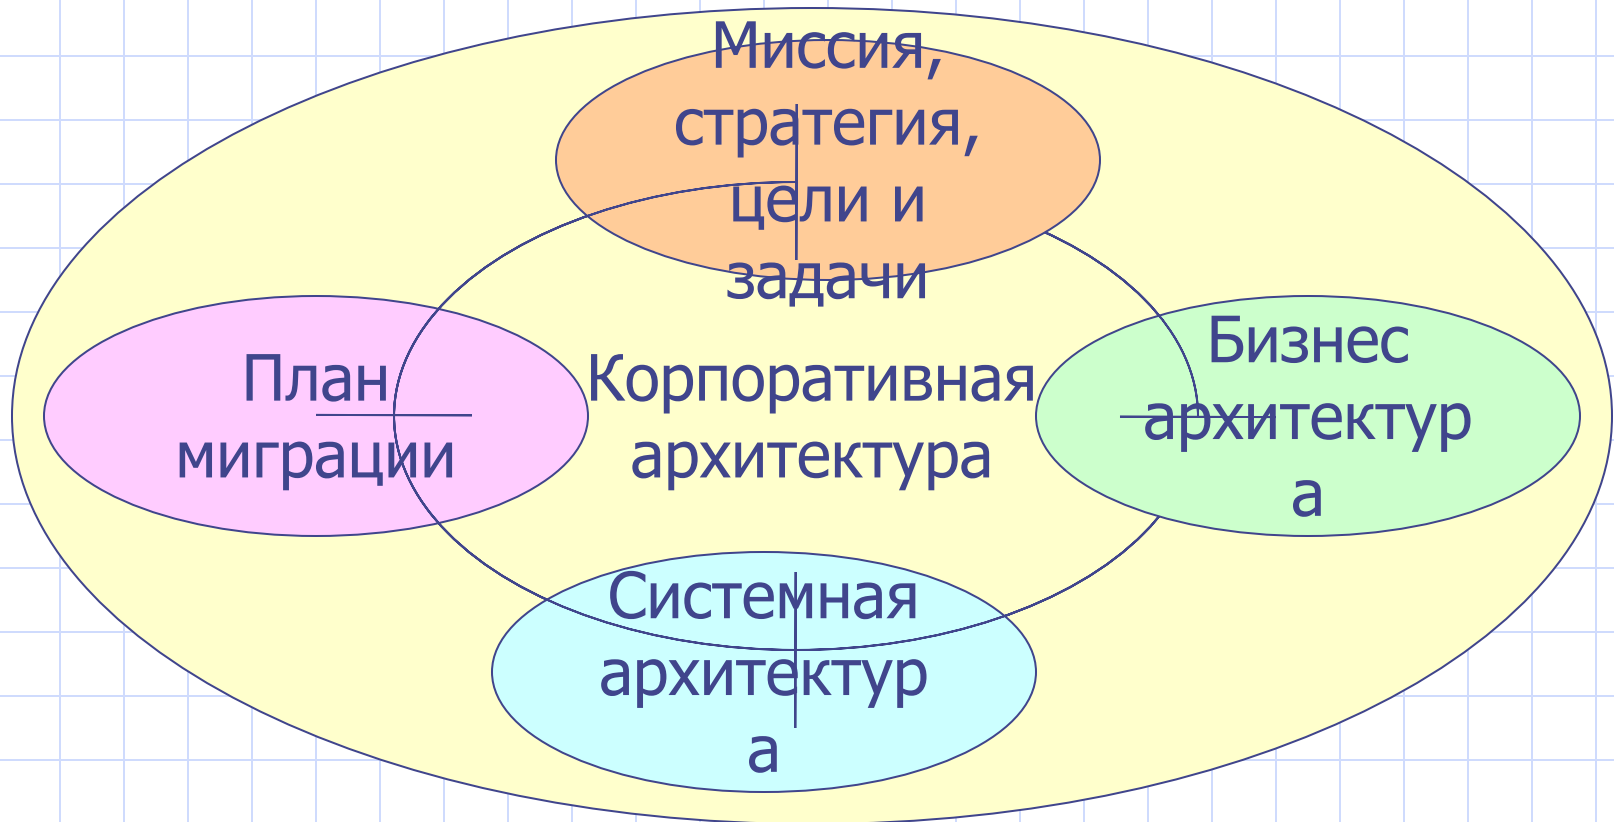 Миссия,
стратегия,
цели и
задачи
План
миграции
Корпоративная
архитектура
Бизнес
архитектур
а
Системная
архитектур
а